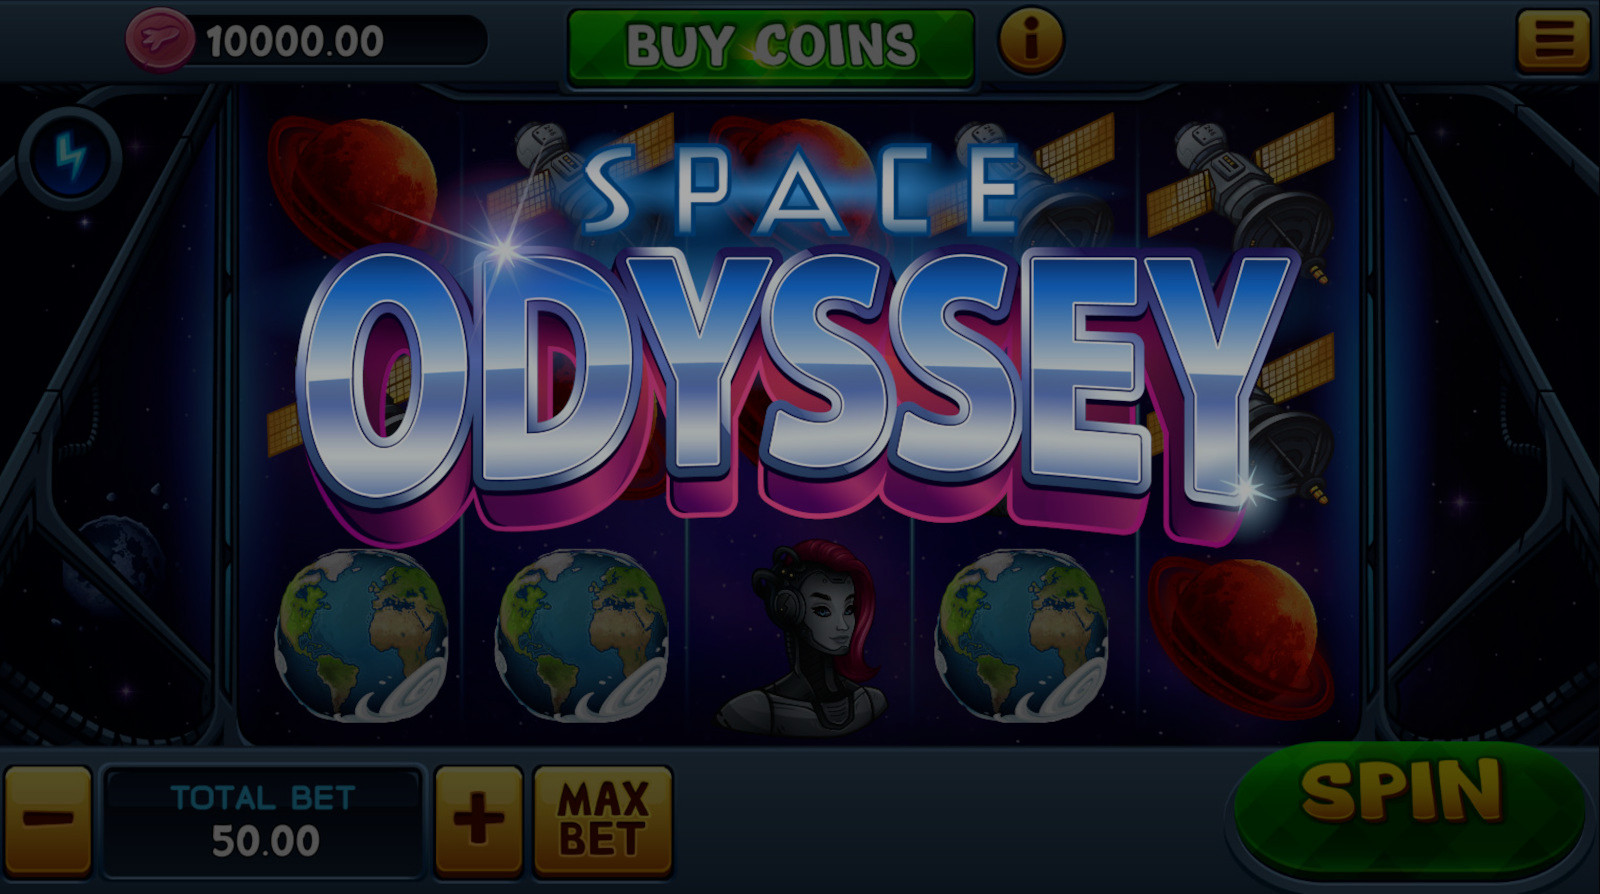 10000.00
BUY COINS
SPACE
ODYSSEY
TOTAL BET
50.00
MAX
BET
SPIN